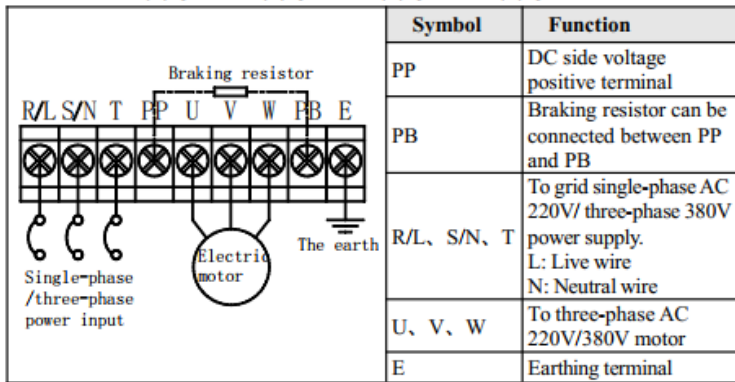 Braking resistor
R/L S/N T PP U V W PB E
Electric
motor
The earth
Single-phase
/three-phase
power input
Symbol Function
PP DC side voltage
positive terminal
PB Braking resistor can be
connected between PP
and PB
R/L、S/N、T To grid single-phase AC
220V/ three-phase 380V
power supply.
L: Live wire
N: Neutral wire
U、V、W To three-phase AC
220V/380V motor
E Earthing terminal